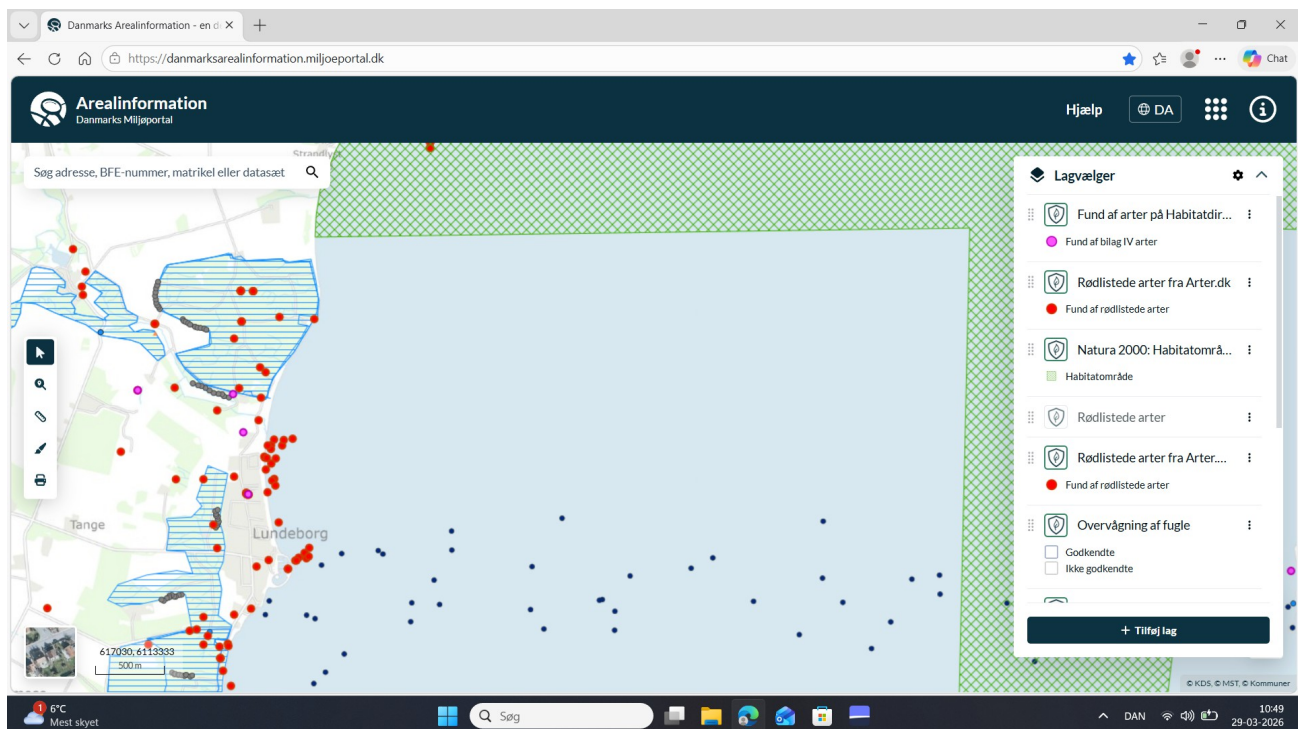 Danmarks Arealinformation - en d
https://danmarksarealinformation.miljoeportal.dk
Chat
Arealinformation
Danmarks Miljøportal
Hjælp
DA
Søg adresse, BFE-nummer, matrikel eller datasæt
Lagvælger
Fund af arter på Habitatdir...
Fund af bilag IV arter
Rødlistede arter fra Arter.dk
Fund af rødlistede arter
Natura 2000: Habitatområ...
Habitatområde
Rødlistede arter
Rødlistede arter fra Arter....
Fund af rødlistede arter
Overvågning af fugle
Godkendte
Ikke godkendte
Tange
Lundeborg
+ Tilføj lag
617030, 6113333
500 m
© KDS, © MST, © Kommuner
1
6°C
Mest skyet
Søg
DAN
10:49
29-03-2026